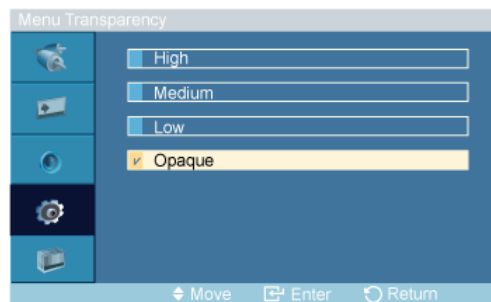 Menu Transparency
High
Medium
Low
Opaque
Move Enter Return